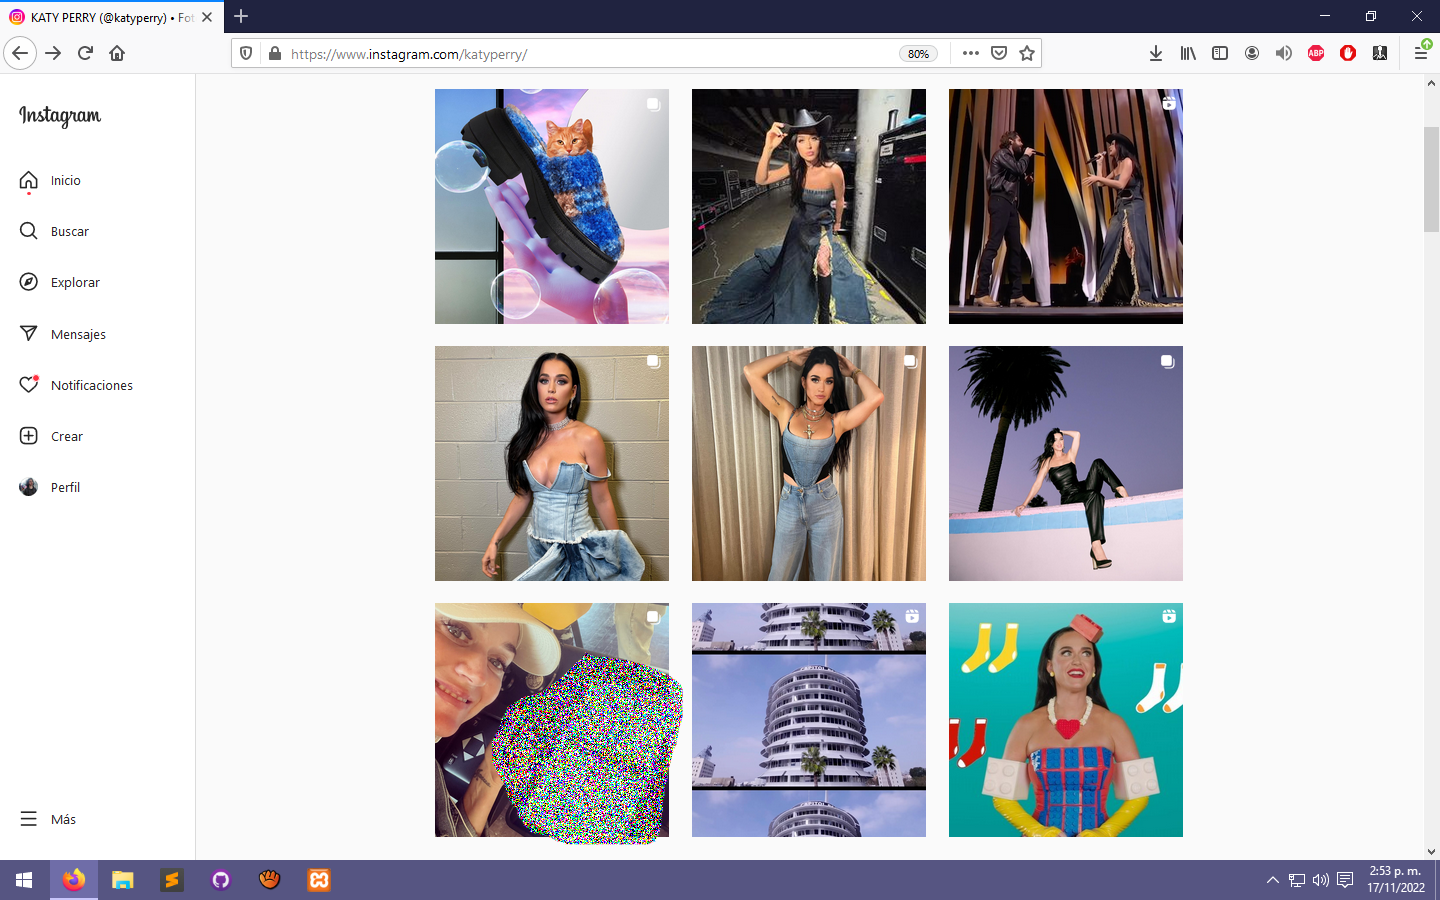 KATY PERRY (@katyperry) • Fot
https://www.instagram.com/katyperry/
80%
ABP
Instagram
Inicio
Buscar
Explorar
Mensajes
Notificaciones
Crear
Perfil
Más
2:53 p. m.
17/11/2022